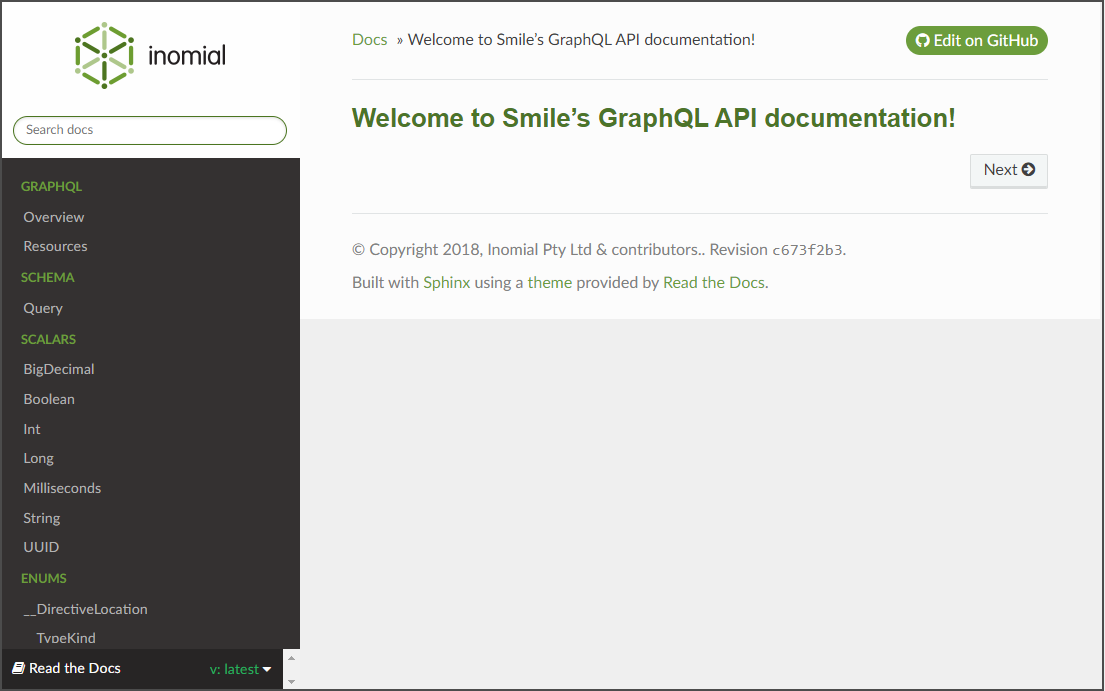 inomial
Search docs
GRAPHQL
Overview
Resources
SCHEMA
Query
SCALARS
BigDecimal
Boolean
Int
Long
Milliseconds
String
UUID
ENUMS
__DirectiveLocation
__TypeKind
Read the Docs v: latest
Docs » Welcome to Smile’s GraphQL API documentation!
Edit on GitHub
Welcome to Smile’s GraphQL API documentation!
Next
© Copyright 2018, Inomial Pty Ltd & contributors.. Revision c673f2b3.
Built with Sphinx using a theme provided by Read the Docs.